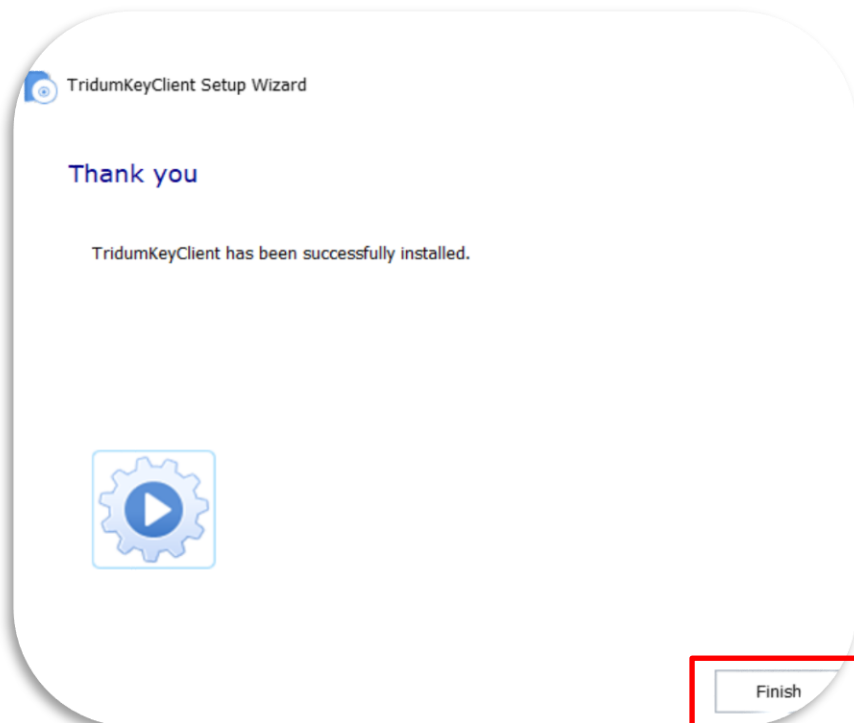 TridumKeyClient Setup Wizard
Thank you
TridumKeyClient has been successfully installed.
Finish